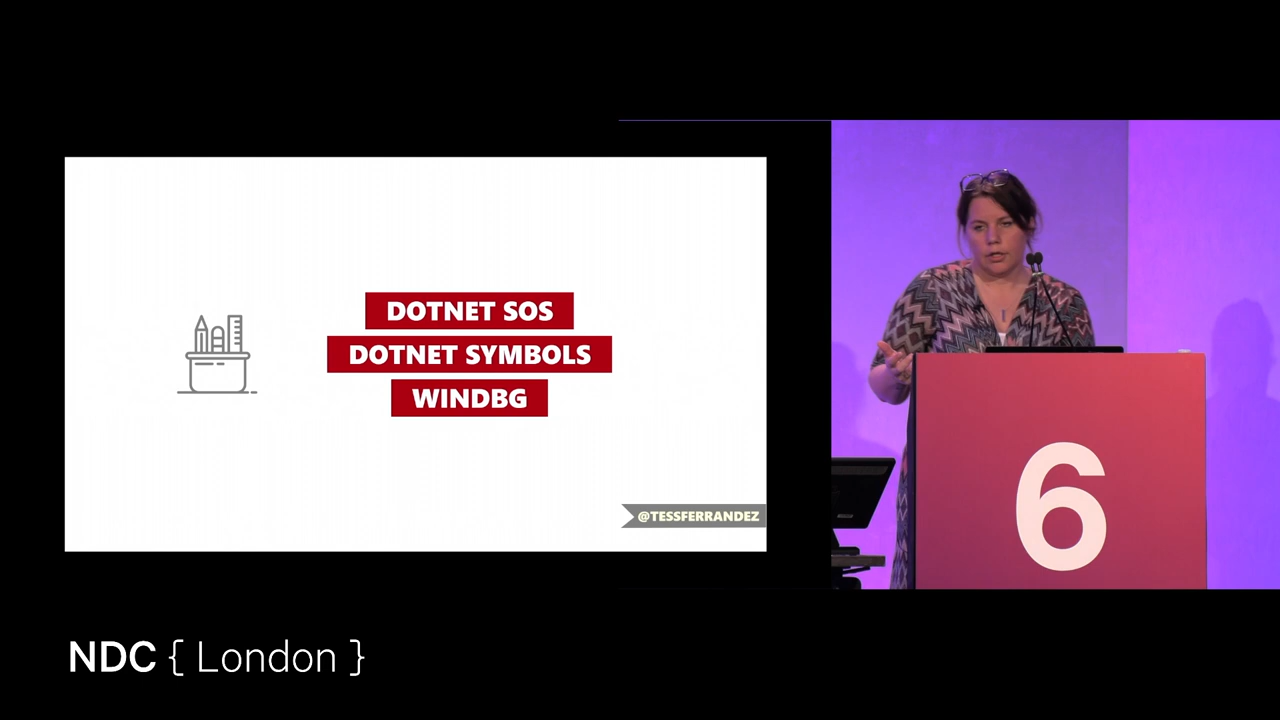 DOTNET SOS
DOTNET SYMBOLS
WINDBG
@TESSFERRANDEZ
6
NDC { London }